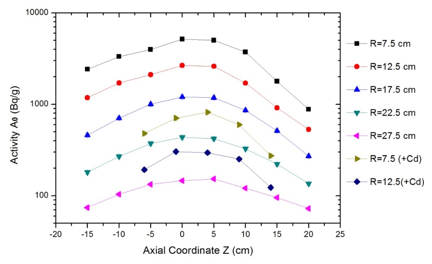 10000
1000
100
Activity Ae (Bq/g)
-20 -15 -10 -5 0 5 10 15 20 25
Axial Coordinate Z (cm)
R=7.5 cm
R=12.5 cm
R=17.5 cm
R=22.5 cm
R=27.5 cm
R=7.5 (+Cd)
R=12.5(+Cd)